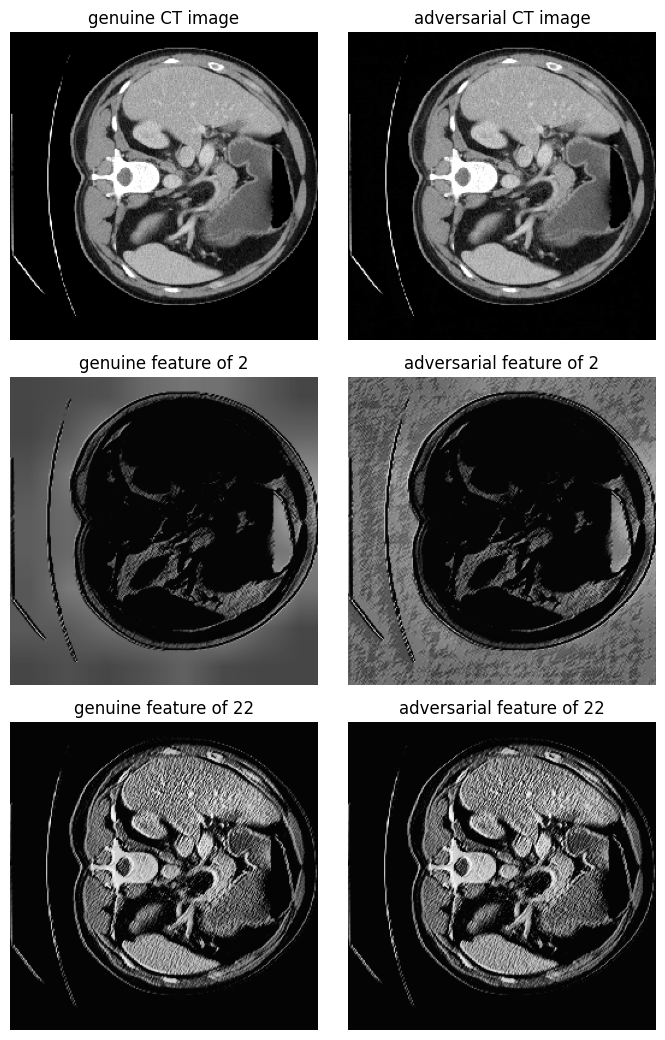 genuine CT image
adversarial CT image
genuine feature of 2
adversarial feature of 2
genuine feature of 22
adversarial feature of 22